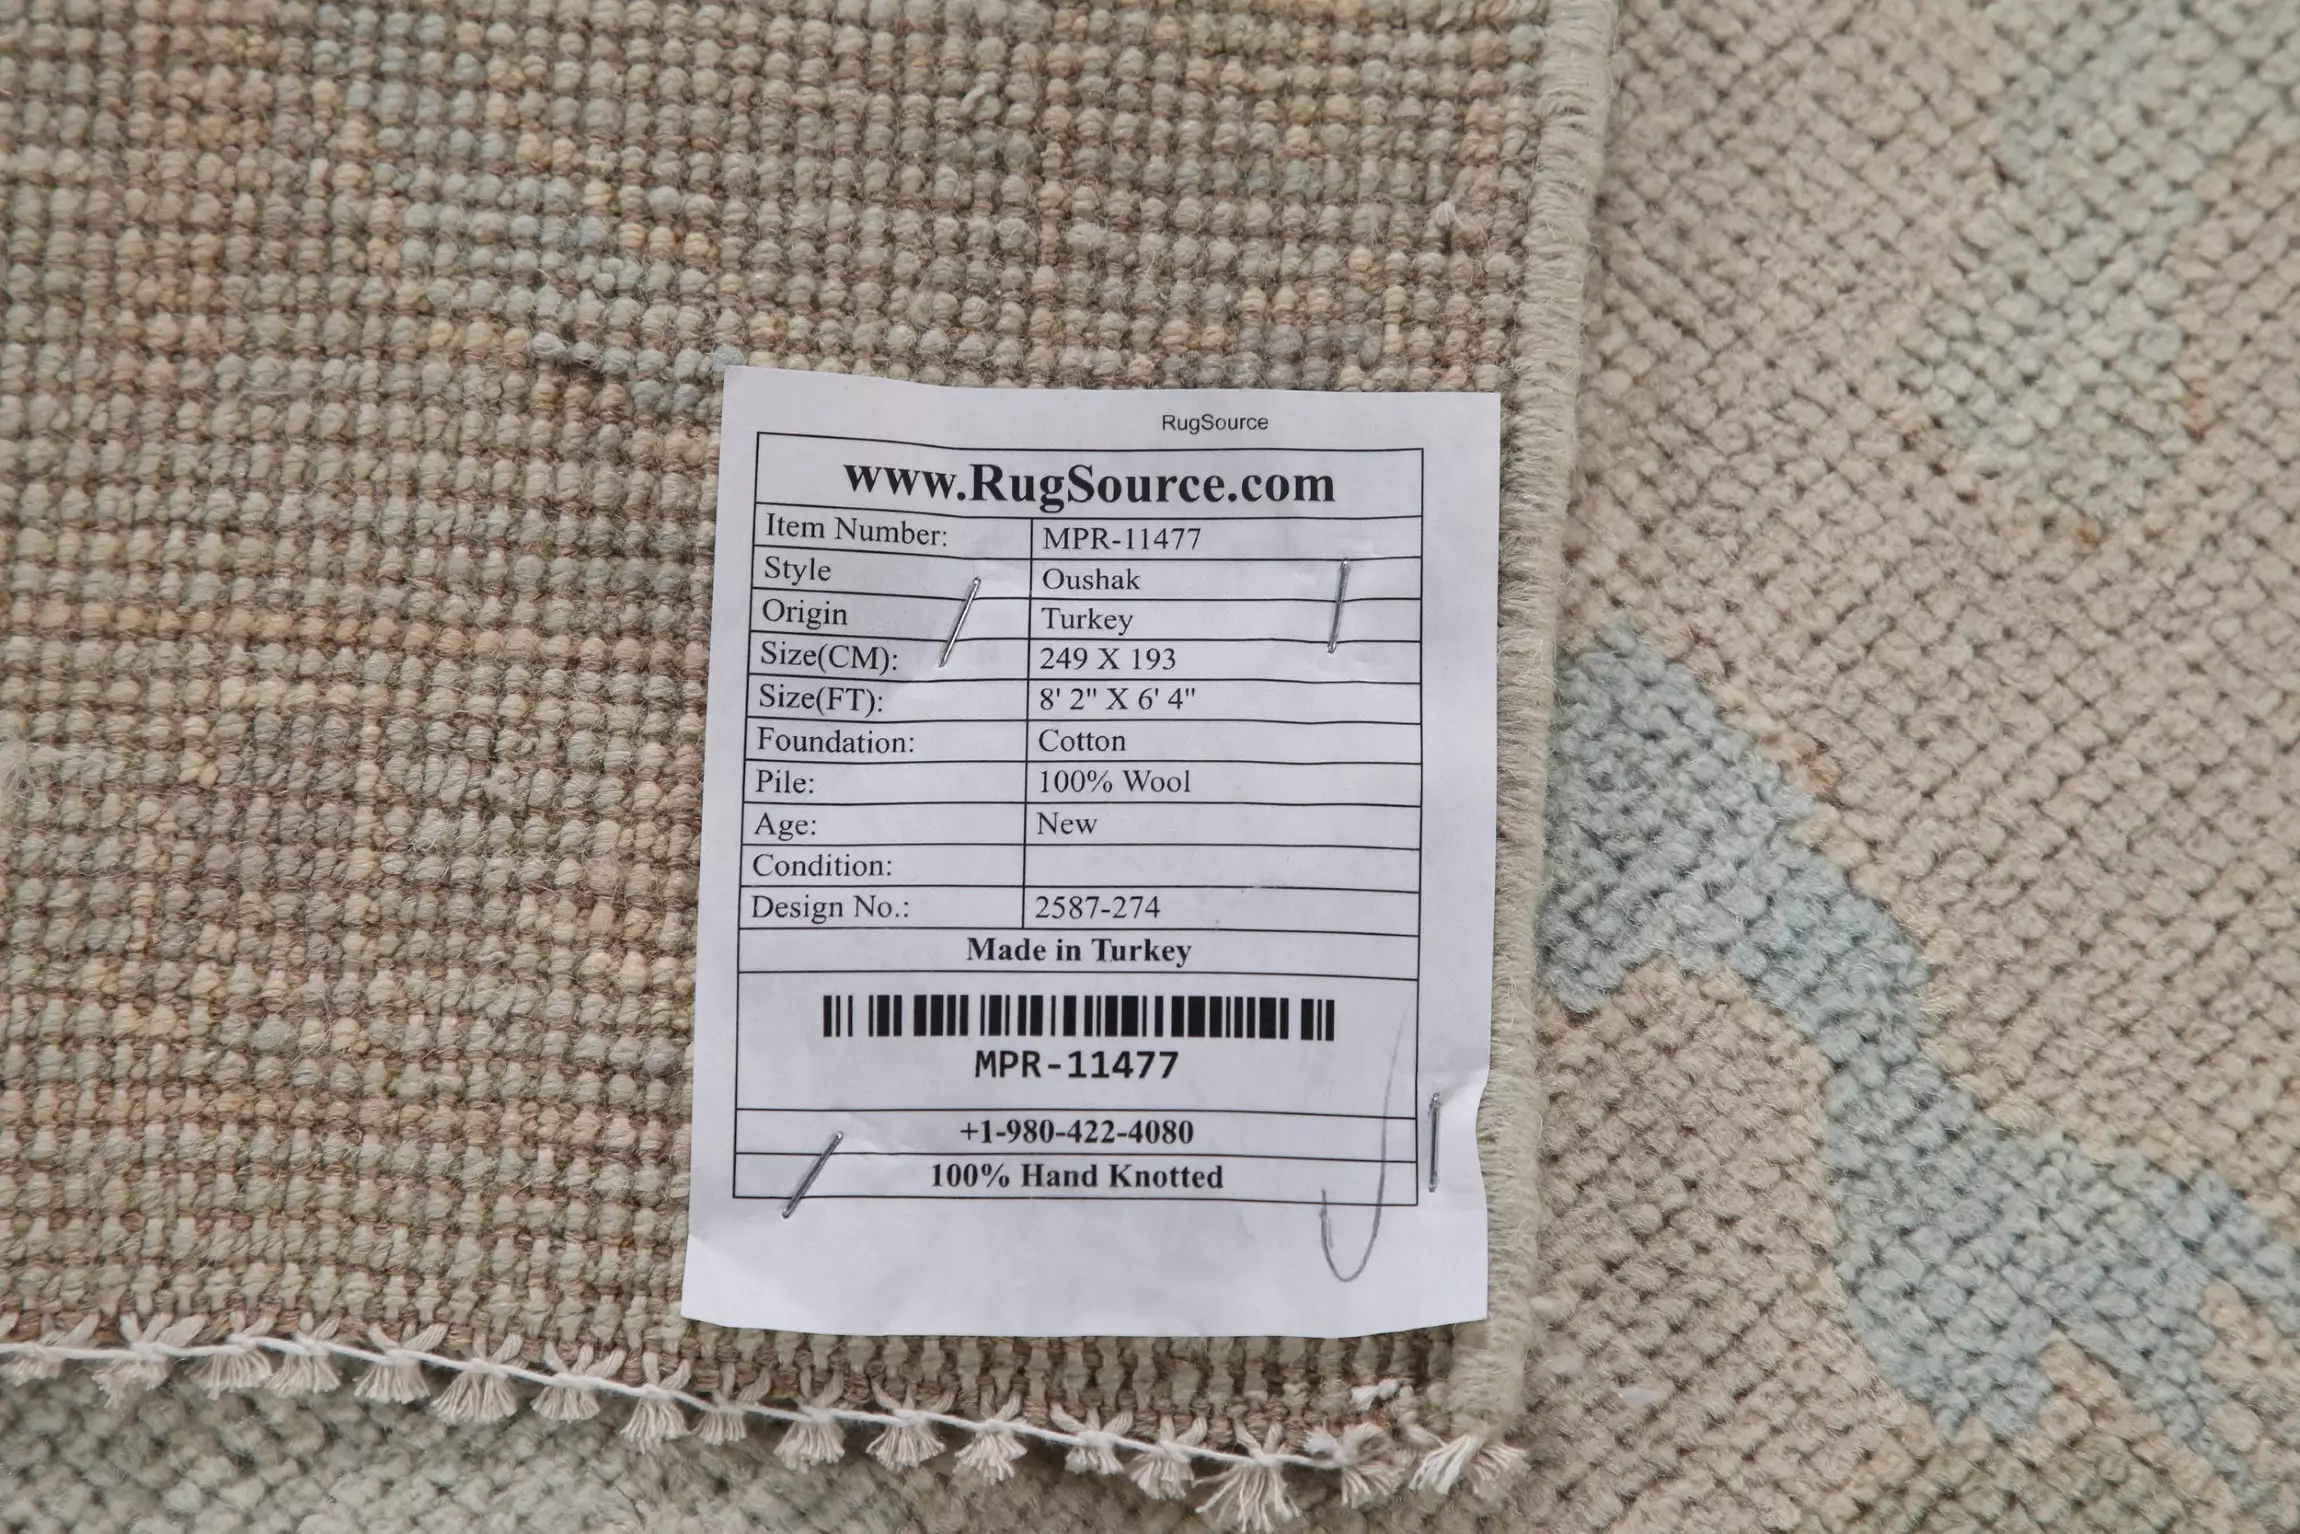 RugSource
www.RugSource.com
Item Number: MPR-11477
Style Oushak
Origin Turkey
Size(CM): 249 X 193
Size(FT): 8' 2" X 6' 4"
Foundation: Cotton
Pile: 100% Wool
Age: New
Condition:
Design No.: 2587-274
Made in Turkey
MPR-11477
+1-980-422-4080
100% Hand Knotted